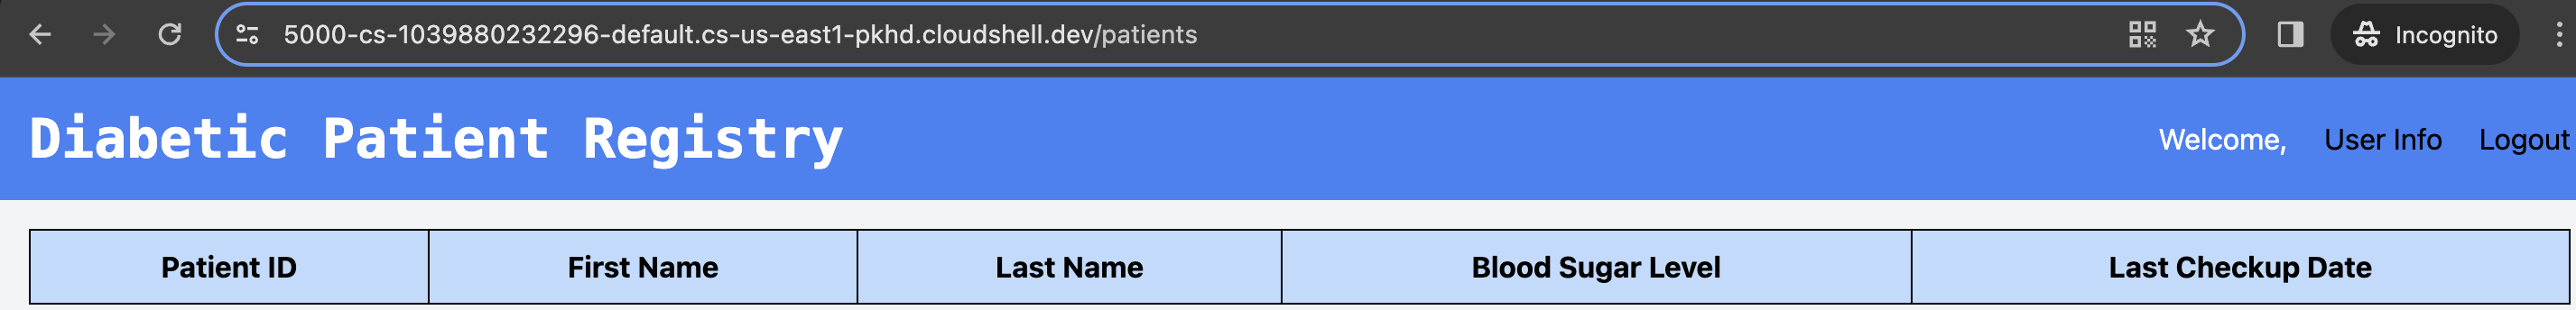 5000-cs-1039880232296-default.cs-us-east1-pkhd.cloudshell.dev/patients Incognito
Diabetic Patient Registry Welcome, User Info Logout
Patient ID First Name Last Name Blood Sugar Level Last Checkup Date